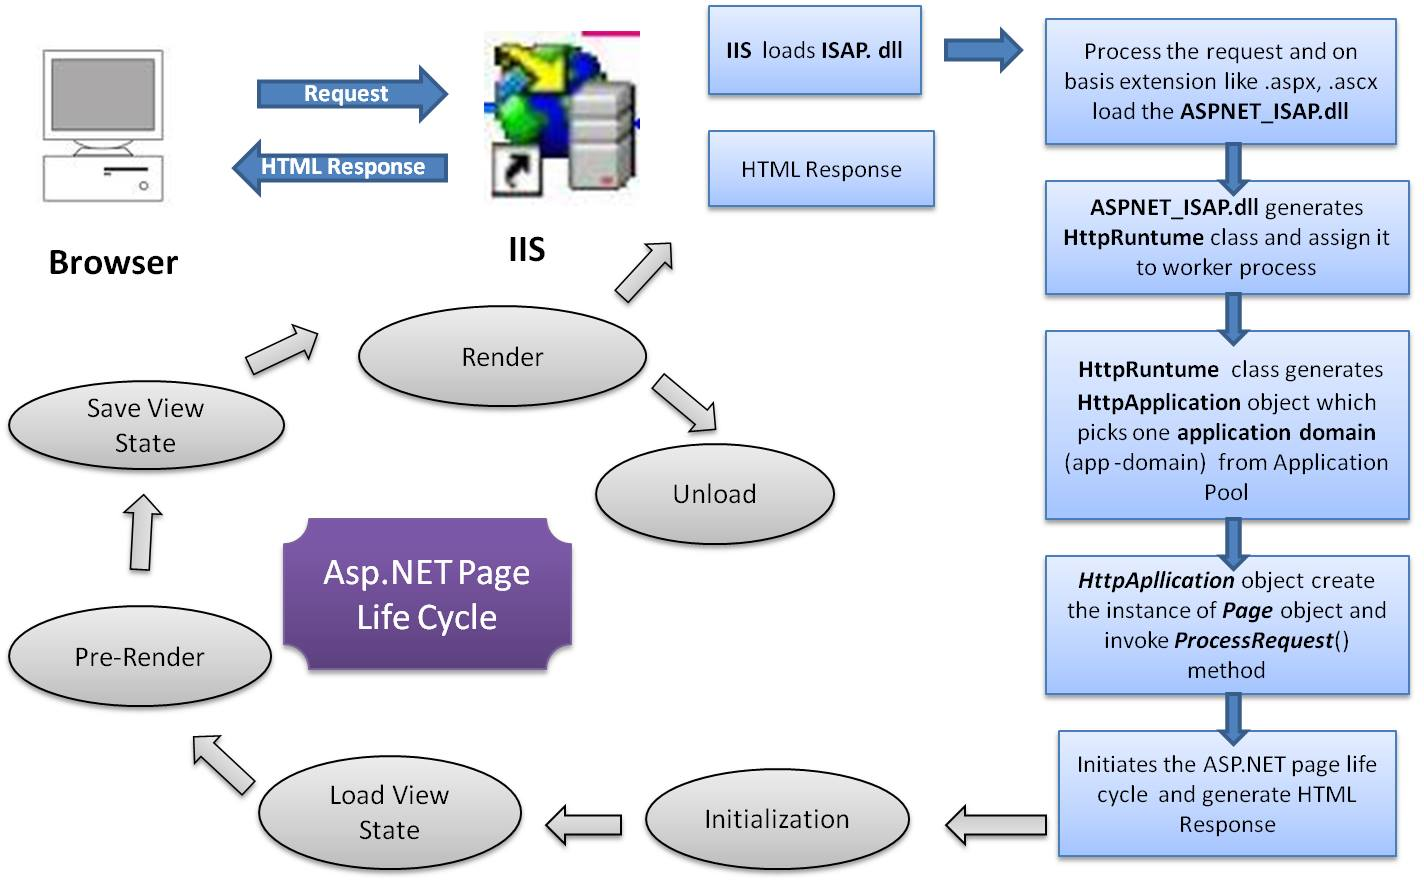 Request
HTML Response
Browser
IIS
IIS loads ISAP. dll
HTML Response
Process the request and on
basis extension like .aspx, .ascx
load the ASPNET_ISAP.dll
ASPNET_ISAP.dll generates
HttpRuntume class and assign it
to worker process
HttpRuntume class generates
HttpApplication object which
picks one application domain
(app -domain) from Application
Pool
HttpApllication object create
the instance of Page object and
invoke ProcessRequest()
method
Initiates the ASP.NET page life
cycle and generate HTML
Response
Initialization
Load View
State
Pre-Render
Save View
State
Render
Unload
Asp.NET Page
Life Cycle